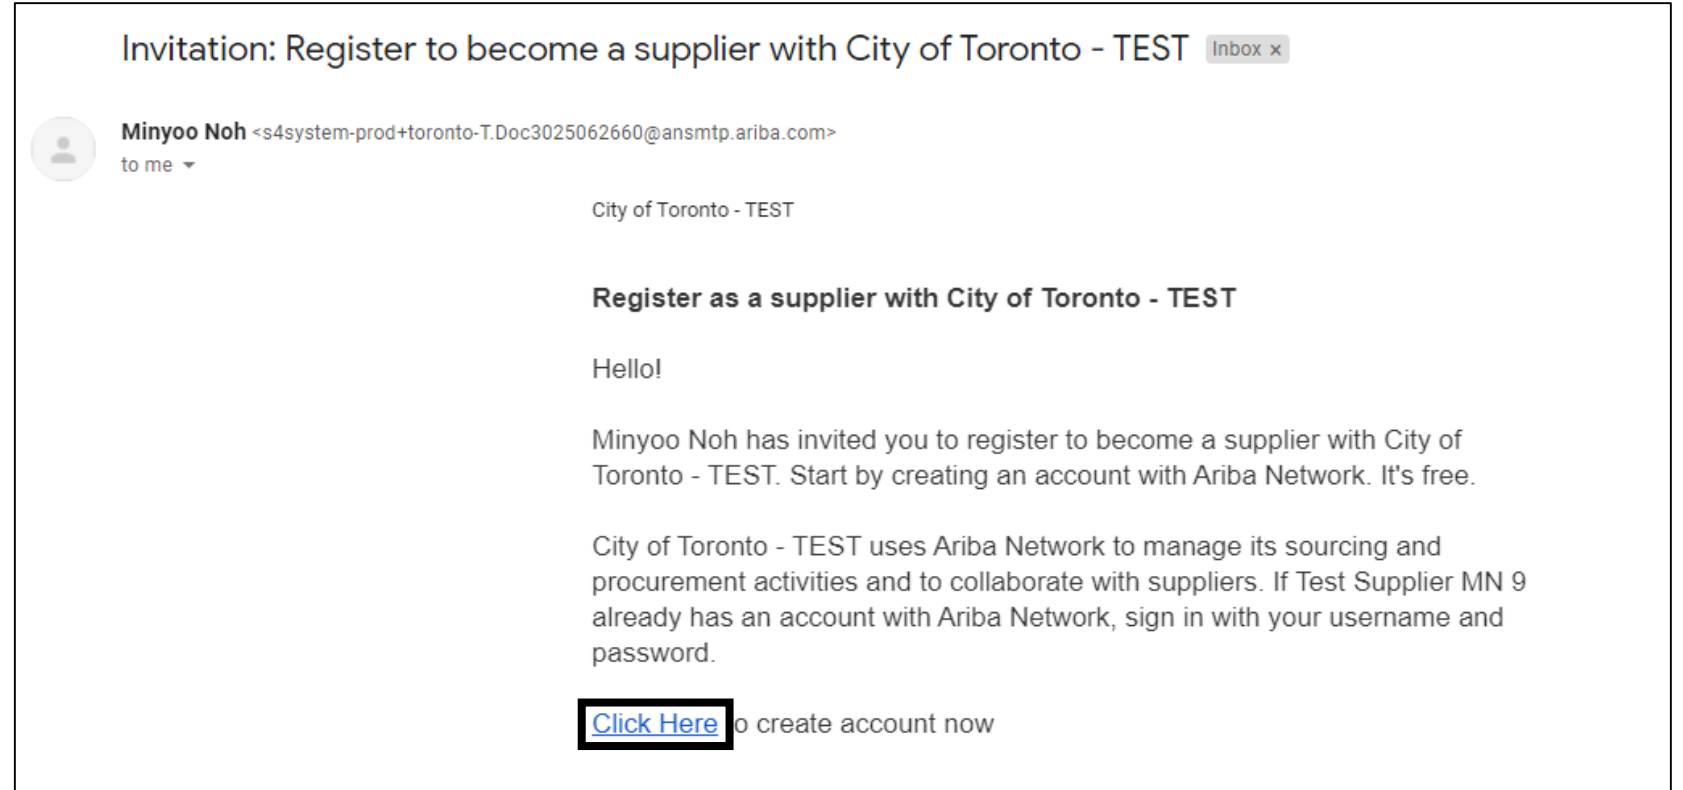 Invitation: Register to become a supplier with City of Toronto - TEST Inbox x
Minyoo Noh <s4system-prod+toronto-T.Doc3025062660@ansmtp.ariba.com>
to me
City of Toronto - TEST
Register as a supplier with City of Toronto - TEST
Hello!
Minyoo Noh has invited you to register to become a supplier with City of
Toronto - TEST. Start by creating an account with Ariba Network. It's free.
City of Toronto - TEST uses Ariba Network to manage its sourcing and
procurement activities and to collaborate with suppliers. If Test Supplier MN 9
already has an account with Ariba Network, sign in with your username and
password.
Click Here o create account now